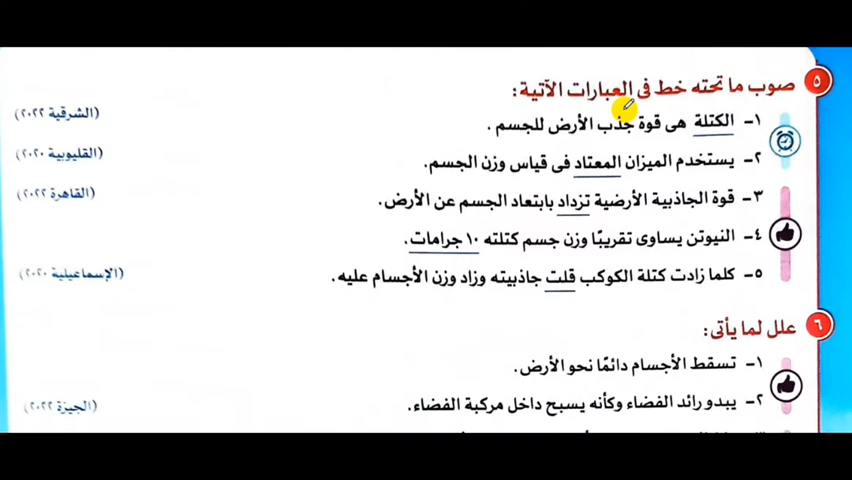 ٥ صوب ما تحته خط فى العبارات الآتية:
١- الكتلة هى قوة جذب الأرض للجسم. (الشرقية ٢٠٢٢)
٢- يستخدم الميزان المعتاد فى قياس وزن الجسم. (القليوبية ٢٠٢٠)
٣- قوة الجاذبية الأرضية تزداد بابتعاد الجسم عن الأرض. (القاهرة ٢٠٢٢)
٤- النيوتن يساوى تقريبًا وزن جسم كتلته ١٠ جرامات.
٥- كلما زادت كتلة الكوكب قلت جاذبيته وزاد وزن الأجسام عليه. (الإسماعيلية ٢٠٢٠)
٦ علل لما يأتى:
١- تسقط الأجسام دائمًا نحو الأرض.
٢- يبدو رائد الفضاء وكأنه يسبح داخل مركبة الفضاء. (الجيزة ٢٠٢٢)